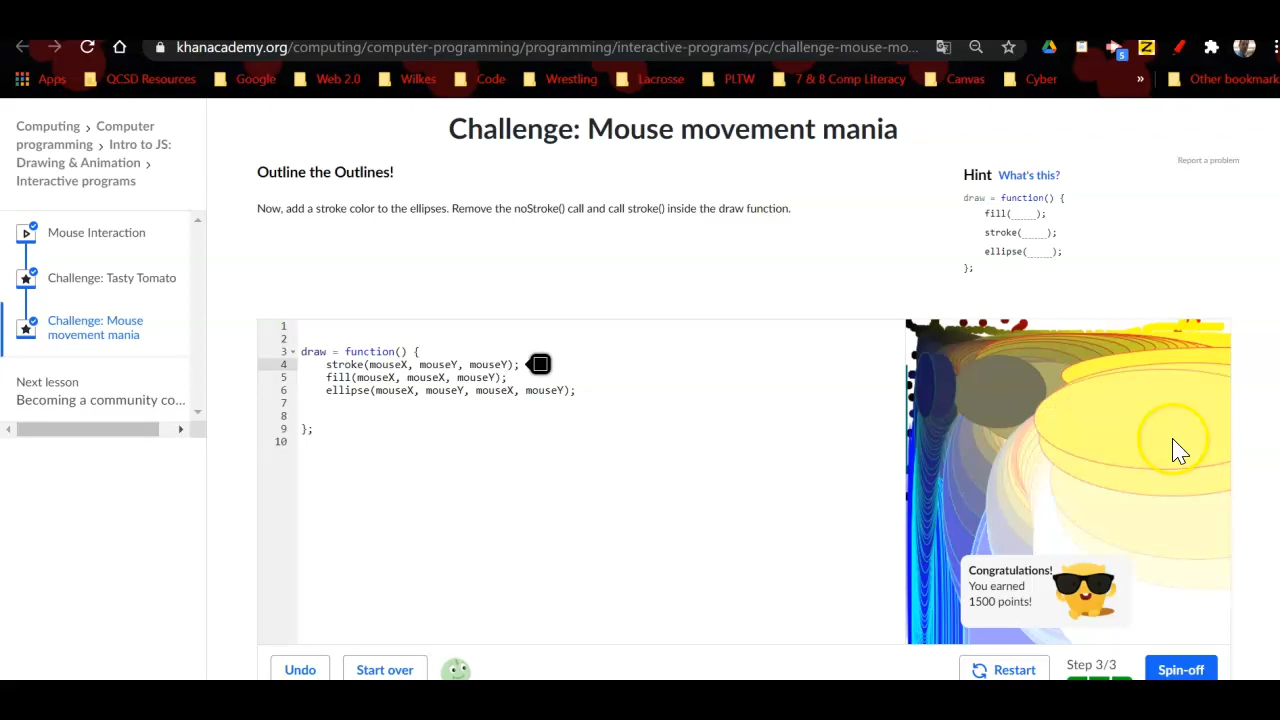 khanacademy.org/computing/computer-programming/programming/interactive-programs/pc/challenge-mouse-mo...
5
Apps QCSD Resources Google Web 2.0 Wilkes Code Wrestling Lacrosse PLTW 7 & 8 Comp Literacy Canvas Cyber » Other bookmark
Computing > Computer
programming > Intro to JS:
Drawing & Animation >
Interactive programs
Mouse Interaction
Challenge: Tasty Tomato
Challenge: Mouse
movement mania
Next lesson
Becoming a community co...
Challenge: Mouse movement mania
Report a problem
Outline the Outlines!
Now, add a stroke color to the ellipses. Remove the noStroke() call and call stroke() inside the draw function.
Hint What's this?
draw = function() {
fill(____);
stroke(____);
ellipse(____);
};
1
2
3 draw = function() {
4 stroke(mouseX, mouseY, mouseY);
5 fill(mouseX, mouseX, mouseY);
6 ellipse(mouseX, mouseY, mouseX, mouseY);
7
8
9 };
10
Congratulations!
You earned
1500 points!
Undo Start over Restart Step 3/3 Spin-off